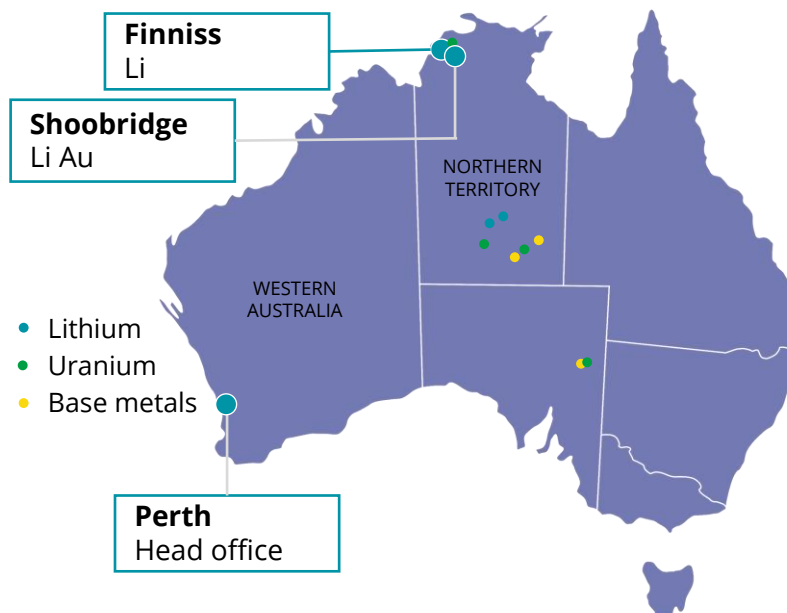 Finniss
Li
Shoobridge
Li Au
NORTHERN
TERRITORY
WESTERN
AUSTRALIA
Lithium
Uranium
Base metals
Perth
Head office